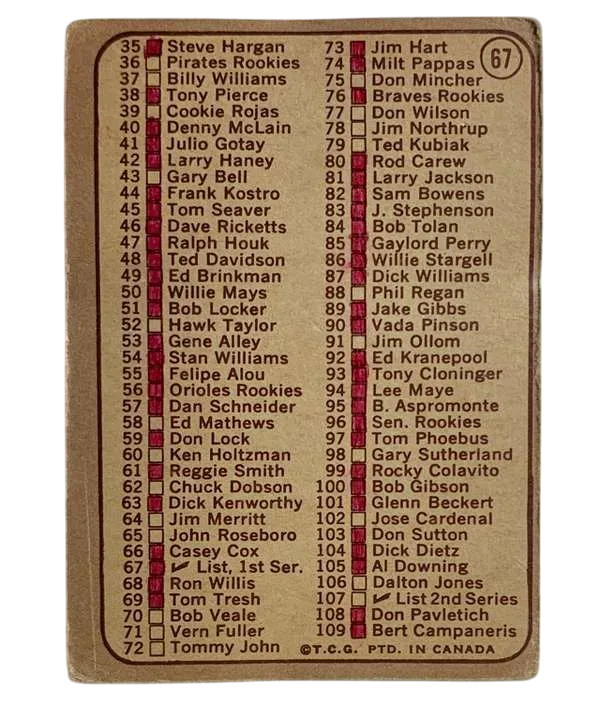 35 Steve Hargan
36 Pirates Rookies
37 Billy Williams
38 Tony Pierce
39 Cookie Rojas
40 Denny McLain
41 Julio Gotay
42 Larry Haney
43 Gary Bell
44 Frank Kostro
45 Tom Seaver
46 Dave Ricketts
47 Ralph Houk
48 Ted Davidson
49 Ed Brinkman
50 Willie Mays
51 Bob Locker
52 Hawk Taylor
53 Gene Alley
54 Stan Williams
55 Felipe Alou
56 Orioles Rookies
57 Dan Schneider
58 Ed Mathews
59 Don Lock
60 Ken Holtzman
61 Reggie Smith
62 Chuck Dobson
63 Dick Kenworthy
64 Jim Merritt
65 John Roseboro
66 Casey Cox
67 ✓ List, 1st Ser.
68 Ron Willis
69 Tom Tresh
70 Bob Veale
71 Vern Fuller
72 Tommy John
73 Jim Hart
74 Milt Pappas
75 Don Mincher
76 Braves Rookies
77 Don Wilson
78 Jim Northrup
79 Ted Kubiak
80 Rod Carew
81 Larry Jackson
82 Sam Bowens
83 J. Stephenson
84 Bob Tolan
85 Gaylord Perry
86 Willie Stargell
87 Dick Williams
88 Phil Regan
89 Jake Gibbs
90 Vada Pinson
91 Jim Ollom
92 Ed Kranepool
93 Tony Cloninger
94 Lee Maye
95 B. Aspromonte
96 Sen. Rookies
97 Tom Phoebus
98 Gary Sutherland
99 Rocky Colavito
100 Bob Gibson
101 Glenn Beckert
102 Jose Cardenal
103 Don Sutton
104 Dick Dietz
105 Al Downing
106 Dalton Jones
107 ✓ List 2nd Series
108 Don Pavletich
109 Bert Campaneris
©T.C.G. PTD. IN CANADA
67